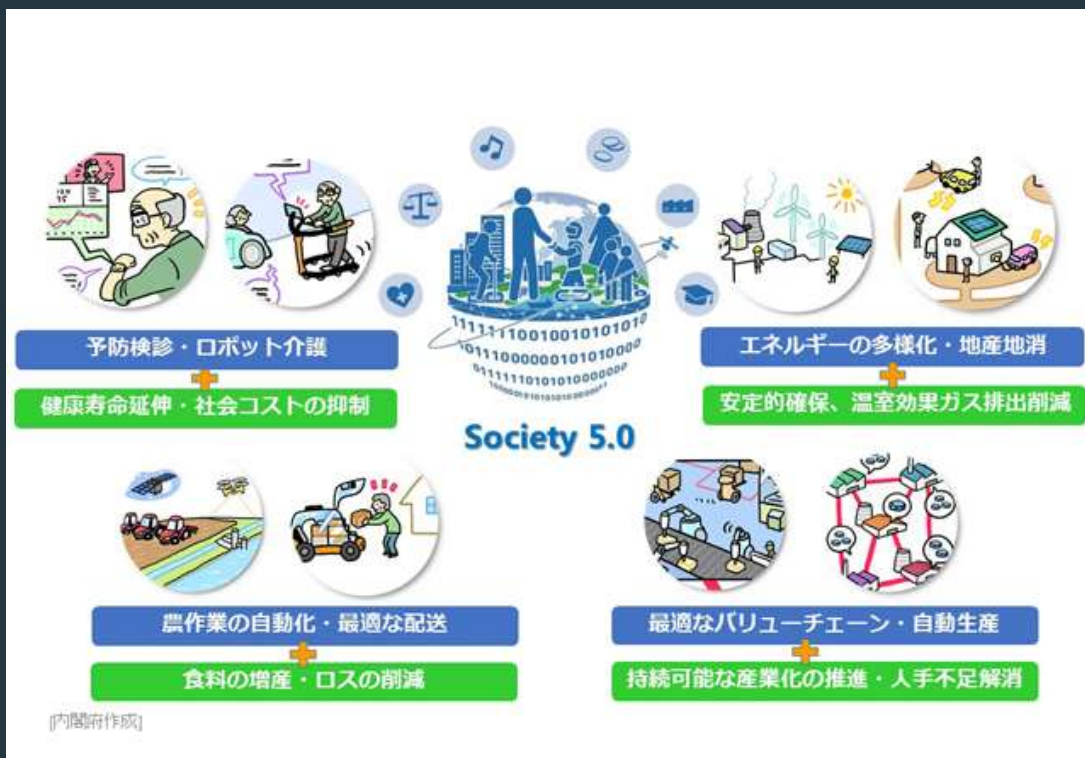 予防検診・ロボット介護
健康寿命延伸・社会コストの抑制
エネルギーの多様化・地産地消
安定的確保、温室効果ガス排出削減
11111111001001010101010
Society 5.0
農作業の自動化・最適な配送
食料の増産・ロスの削減
最適なバリューチェーン・自動生産
持続可能な産業化の推進・人手不足解消
[内閣府作成]